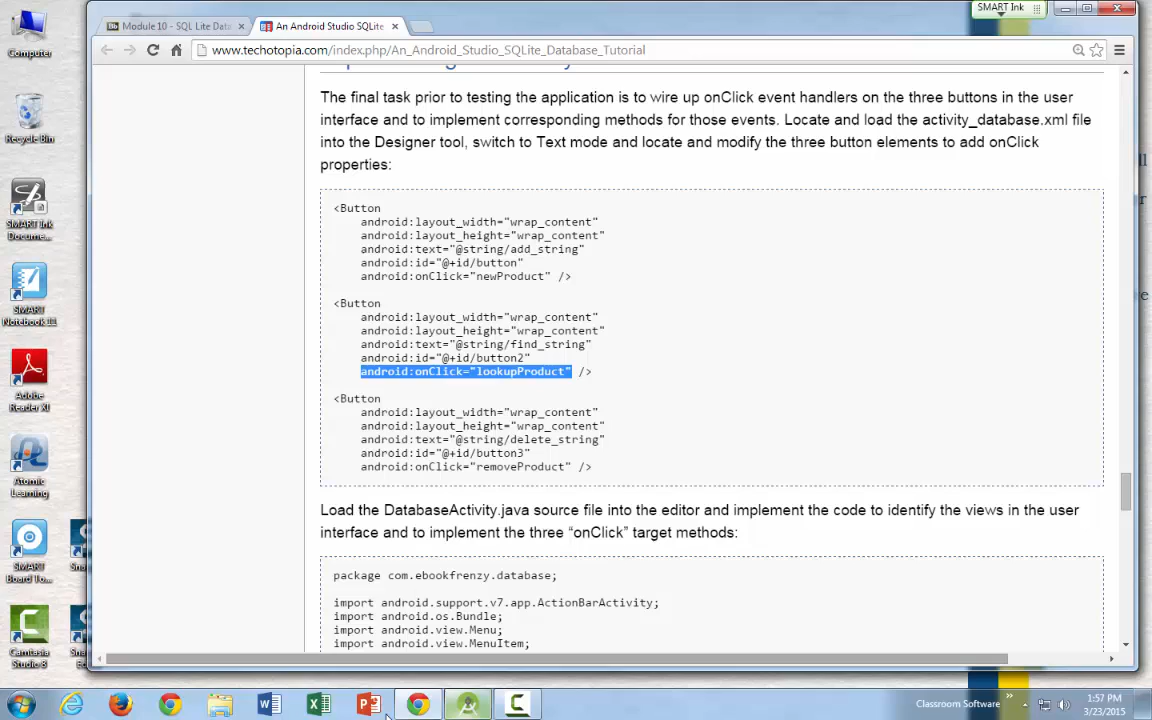 SMART Ink
Module 10 - SQL Lite Dat
An Android Studio SQLite
www.techotopia.com/index.php/An_Android_Studio_SQLite_Database_Tutorial
The final task prior to testing the application is to wire up onClick event handlers on the three buttons in the user
interface and to implement corresponding methods for those events. Locate and load the activity_database.xml file
into the Designer tool, switch to Text mode and locate and modify the three button elements to add onClick
properties:
<Button
android:layout_width="wrap_content"
android:layout_height="wrap_content"
android:text="@string/add_string"
android:id="@+id/button"
android:onClick="newProduct" />
<Button
android:layout_width="wrap_content"
android:layout_height="wrap_content"
android:text="@string/find_string"
android:id="@+id/button2"
android:onClick="lookupProduct" />
<Button
android:layout_width="wrap_content"
android:layout_height="wrap_content"
android:text="@string/delete_string"
android:id="@+id/button3"
android:onClick="removeProduct" />
Load the DatabaseActivity.java source file into the editor and implement the code to identify the views in the user
interface and to implement the three “onClick” target methods:
package com.ebookfrenzy.database;
import android.support.v7.app.ActionBarActivity;
import android.os.Bundle;
import android.view.Menu;
import android.view.MenuItem;
Computer
Recycle Bin
SMART Ink
Docume...
SMART
Notebook 11
Adobe
Reader XI
Atomic
Learning
SMART
Board To...
Camtasia
Studio 8
Classroom Software
1:57 PM
3/23/2015